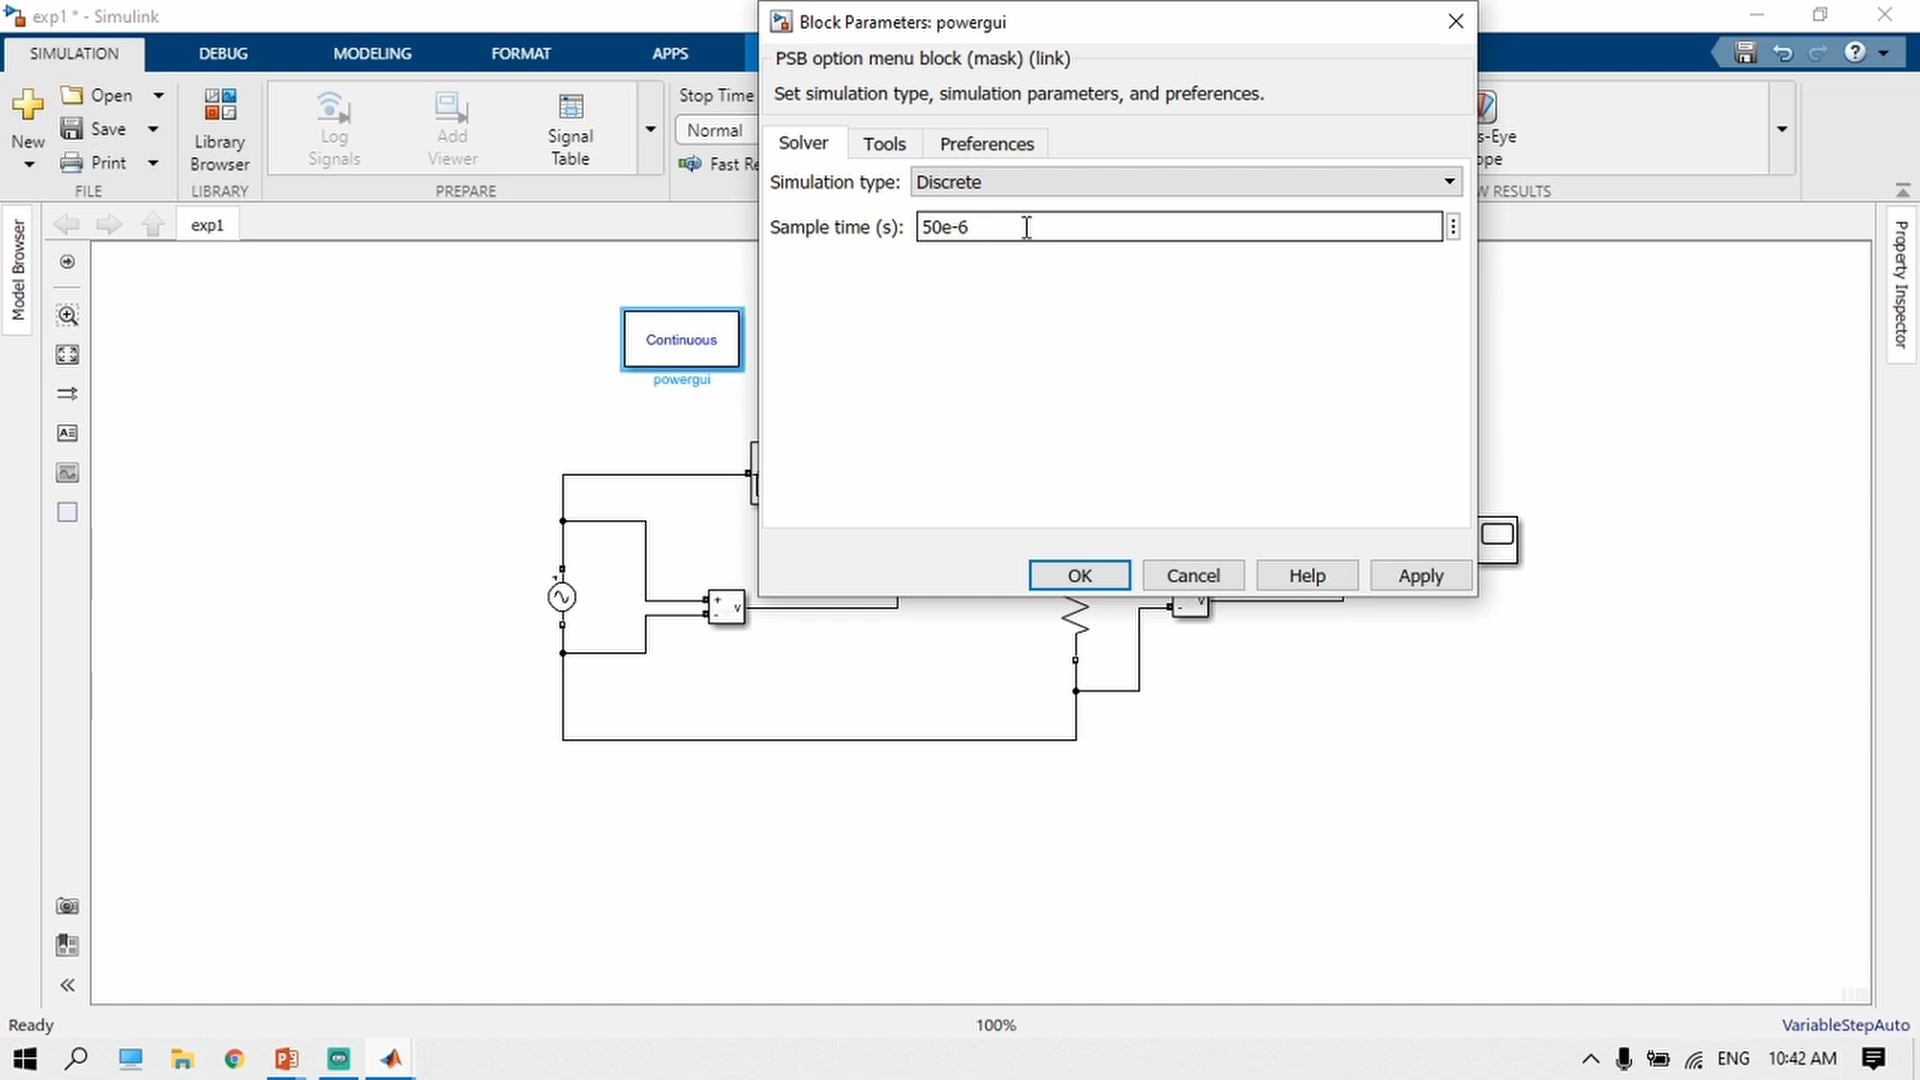 exp1 * - Simulink
Block Parameters: powergui
PSB option menu block (mask) (link)
Set simulation type, simulation parameters, and preferences.
Solver
Tools
Preferences
Simulation type:
Discrete
Sample time (s):
50e-6
OK
Cancel
Help
Apply
SIMULATION
DEBUG
MODELING
FORMAT
APPS
New
Open
Save
Print
FILE
Library
Browser
LIBRARY
Log
Signals
Add
Viewer
Signal
Table
PREPARE
Stop Time
Normal
Fast Re
s-Eye
ope
W RESULTS
exp1
Model Browser
Property Inspector
Continuous
powergui
+
-
v
-
v
Ready
100%
VariableStepAuto
ENG
10:42 AM